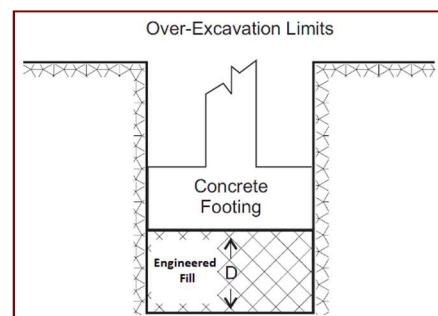 Over-Excavation Limits
Concrete
Footing
Engineered
Fill
D